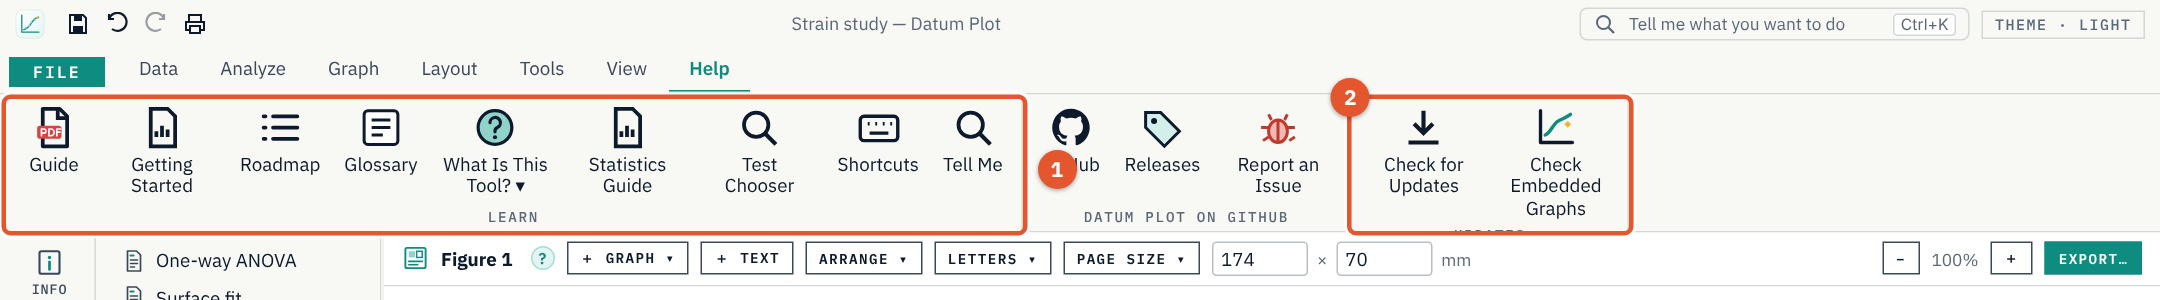 Strain study — Datum Plot
Tell me what you want to do
Ctrl+K
THEME · LIGHT
FILE
Data
Analyze
Graph
Layout
Tools
View
Help
2
PDF
Guide
Getting
Started
Roadmap
Glossary
What Is This
Tool? ▾
Statistics
Guide
Test
Chooser
Shortcuts
Tell Me
1
Releases
Report an
Issue
Check for
Updates
Check
Embedded
Graphs
LEARN
DATUM PLOT ON GITHUB
INFO
One-way ANOVA
Surface fit
Figure 1
?
+ GRAPH ▾
+ TEXT
ARRANGE ▾
LETTERS ▾
PAGE SIZE ▾
174
×
70
mm
−
100%
+
EXPORT…